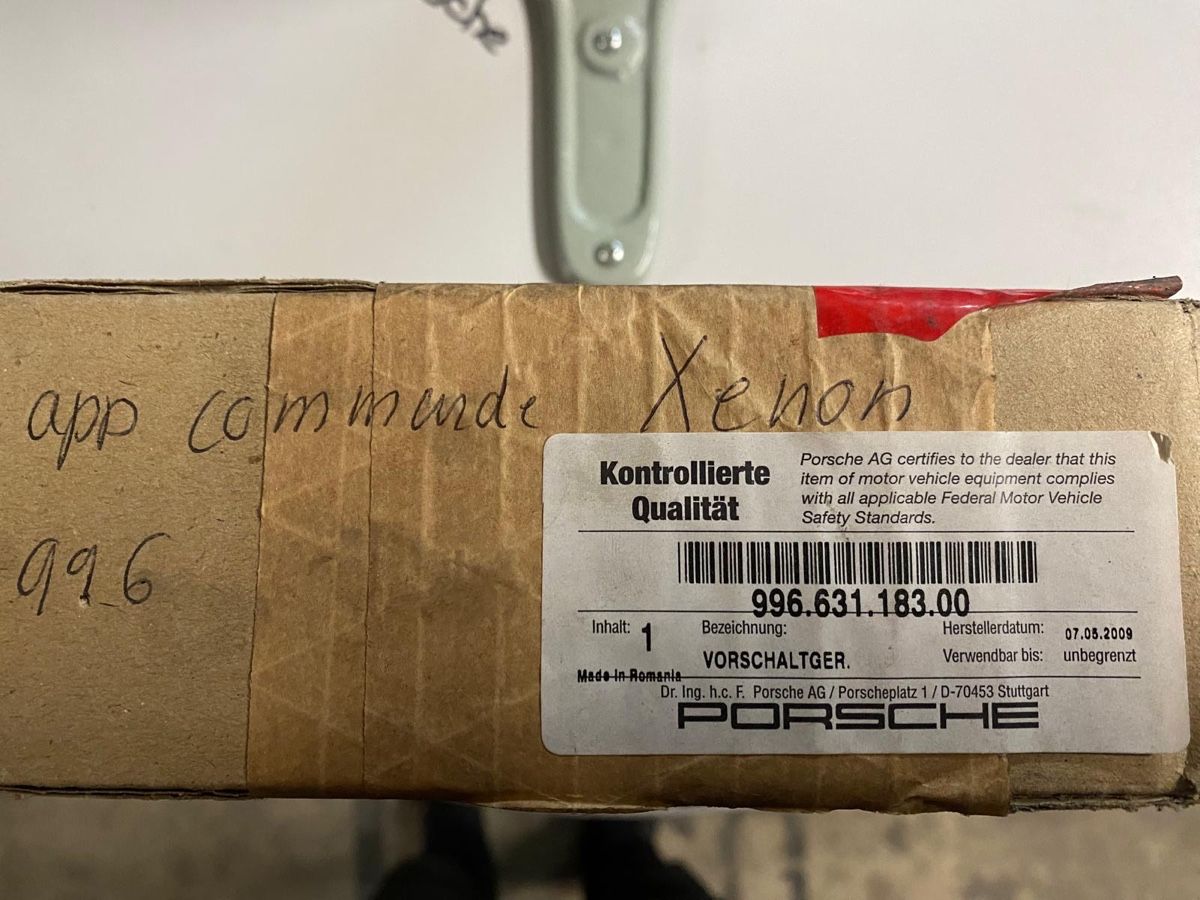 app commande Xenon
996
Kontrollierte
Qualität
Porsche AG certifies to the dealer that this
item of motor vehicle equipment complies
with all applicable Federal Motor Vehicle
Safety Standards.
996.631.183.00
Inhalt: 1
Bezeichnung:
VORSCHALTGER.
Herstellerdatum: 07.05.2009
Verwendbar bis: unbegrenzt
Made in Romania
Dr. Ing. h.c. F. Porsche AG / Porscheplatz 1 / D-70453 Stuttgart
PORSCHE